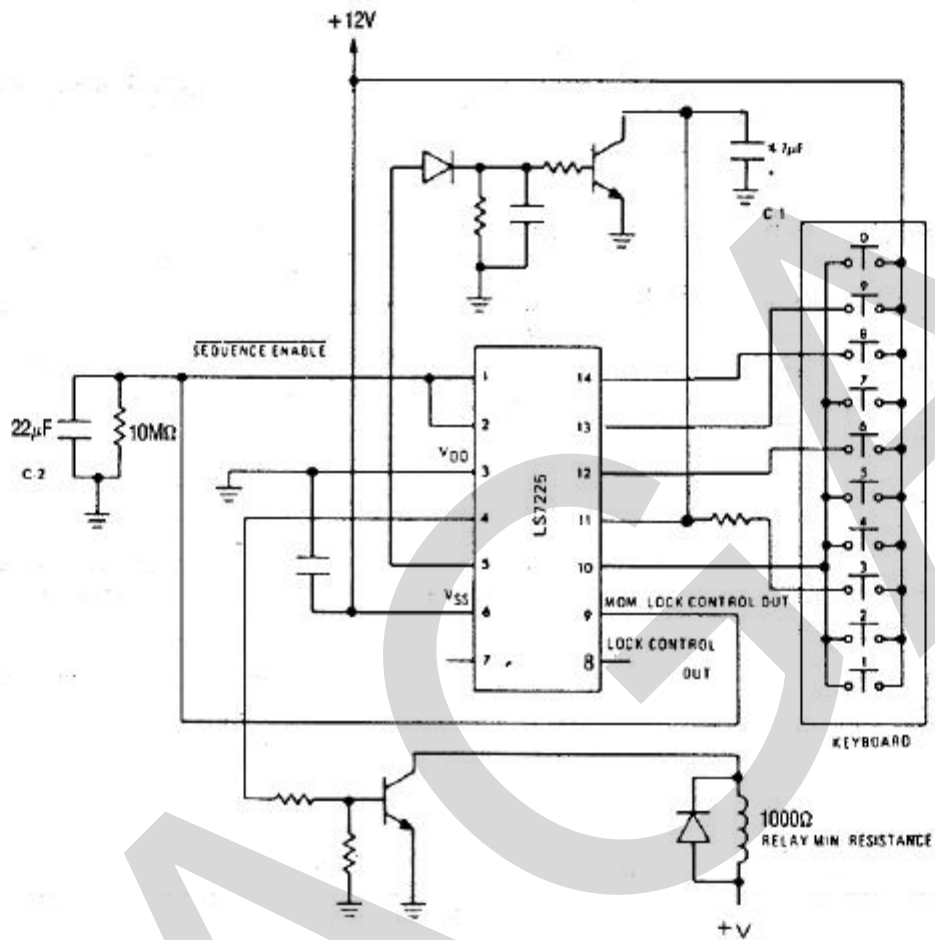 +12V
4.7µF
C1
0
9
8
7
6
5
4
3
2
1
KEYBOARD
SEQUENCE ENABLE
22µF
10MΩ
C2
1
2
VDD
3
4
5
VSS
6
7
LS7225
14
13
12
11
10
MOM LOCK CONTROL OUT
9
LOCK CONTROL
8
OUT
1000Ω
RELAY MIN RESISTANCE
+V